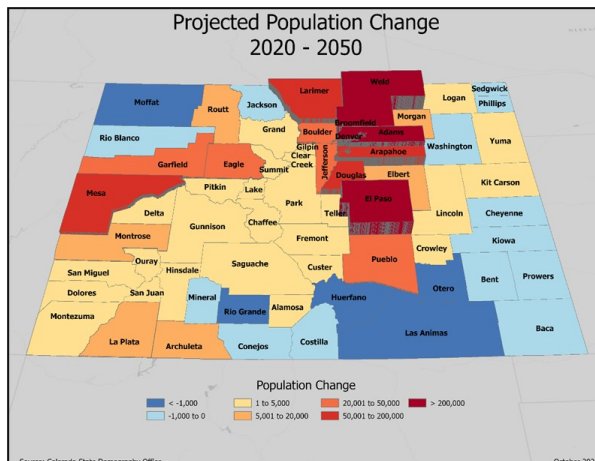 Projected Population Change
2020 - 2050
Moffat
Routt
Jackson
Larimer
Weld
Logan
Sedgwick
Phillips
Rio Blanco
Grand
Boulder
Broomfield
Morgan
Denver
Adams
Washington
Yuma
Garfield
Eagle
Summit
Gilpin
Clear
Creek
Jefferson
Arapahoe
Douglas
Elbert
Kit Carson
Mesa
Pitkin
Lake
Park
Delta
Gunnison
Chaffee
Teller
El Paso
Lincoln
Cheyenne
Montrose
Fremont
Kiowa
Ouray
San Miguel
Hinsdale
Saguache
Custer
Pueblo
Crowley
Otero
Bent
Prowers
Dolores
San Juan
Mineral
Rio Grande
Alamosa
Huerfano
Montezuma
La Plata
Archuleta
Conejos
Costilla
Las Animas
Baca
Population Change
< -1,000
1 to 5,000
20,001 to 50,000
> 200,000
-1,000 to 0
5,001 to 20,000
50,001 to 200,000
Source: Colorado State Demography Office